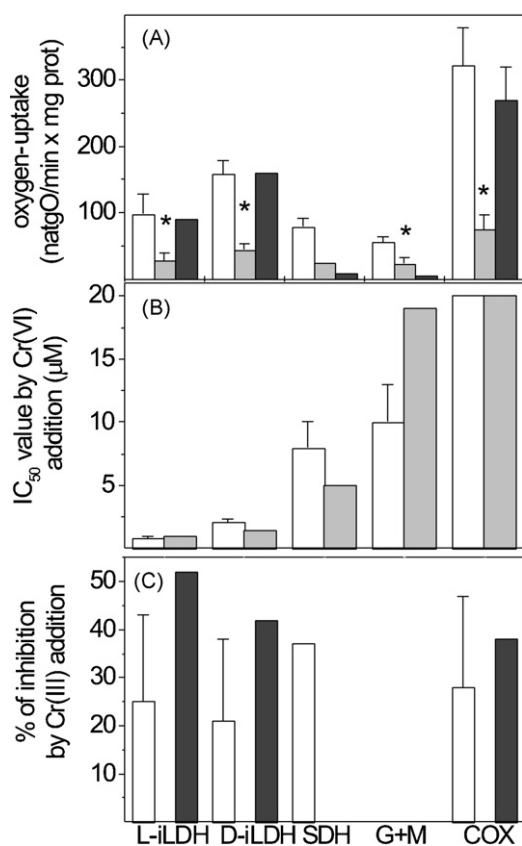 (A)
oxygen-uptake
(natgO/min x mg prot)
300
200
100
*
*
*
*
(B)
IC50 value by Cr(VI)
addition (µM)
20
15
10
5
(C)
% of inhibition
by Cr(III) addition
50
40
30
20
10
L-iLDH D-iLDH SDH G+M COX